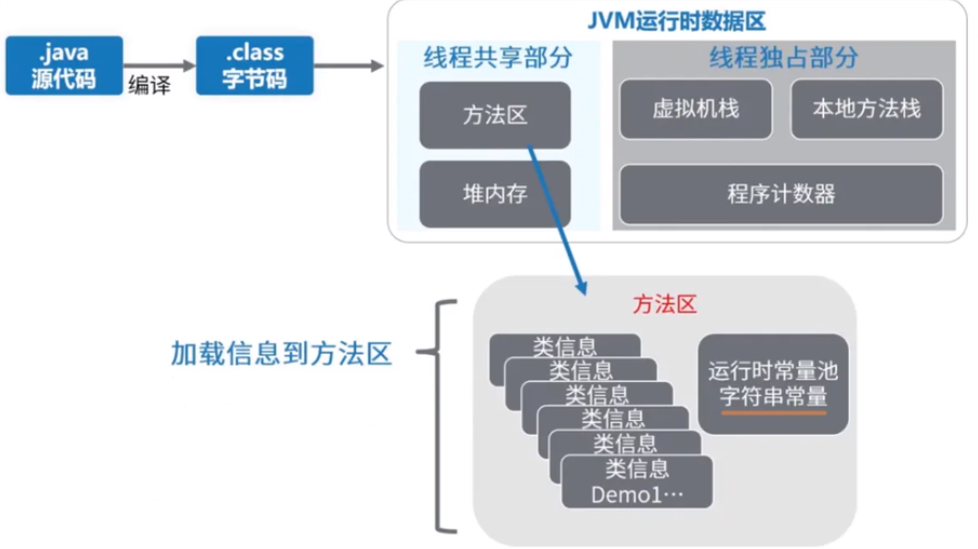 JVM运行时数据区
.java
源代码
编译
.class
字节码
线程共享部分
方法区
堆内存
线程独占部分
虚拟机栈
本地方法栈
程序计数器
加载信息到方法区
方法区
类信息
类信息
类信息
类信息
类信息
类信息
Demo1…
运行时常量池
字符串常量